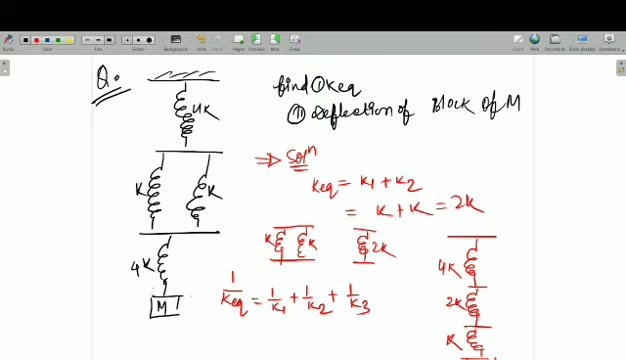 Q.
find ① Keq
② Deflection of Block Of M
4K
K K
4K
M
⇒ Solⁿ
Keq = K1 + K2
= K + K = 2K
K K 2K
1/Keq = 1/K1 + 1/K2 + 1/K3
4K
2K
K